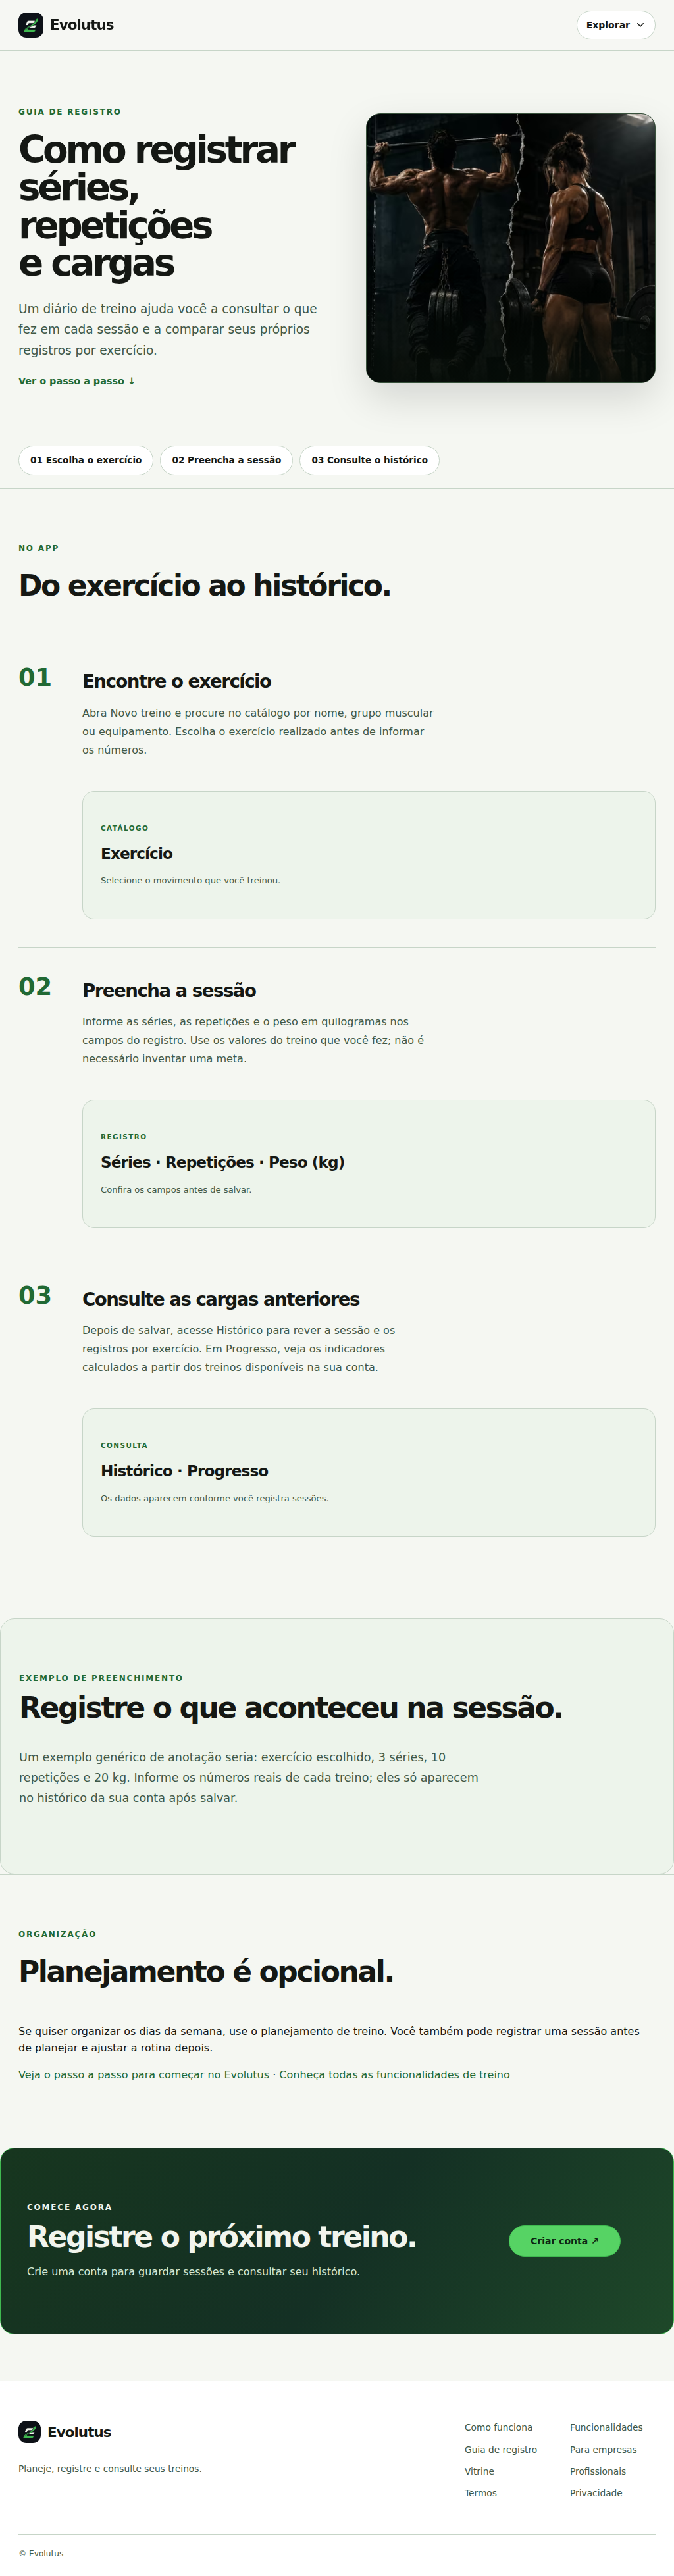 Evolutus
Explorar
GUIA DE REGISTRO
Como registrar
séries,
repetições
e cargas
Um diário de treino ajuda você a consultar o que
fez em cada sessão e a comparar seus próprios
registros por exercício.
Ver o passo a passo ↓
01 Escolha o exercício
02 Preencha a sessão
03 Consulte o histórico
NO APP
Do exercício ao histórico.
01
Encontre o exercício
Abra Novo treino e procure no catálogo por nome, grupo muscular
ou equipamento. Escolha o exercício realizado antes de informar
os números.
CATÁLOGO
Exercício
Selecione o movimento que você treinou.
02
Preencha a sessão
Informe as séries, as repetições e o peso em quilogramas nos
campos do registro. Use os valores do treino que você fez; não é
necessário inventar uma meta.
REGISTRO
Séries · Repetições · Peso (kg)
Confira os campos antes de salvar.
03
Consulte as cargas anteriores
Depois de salvar, acesse Histórico para rever a sessão e os
registros por exercício. Em Progresso, veja os indicadores
calculados a partir dos treinos disponíveis na sua conta.
CONSULTA
Histórico · Progresso
Os dados aparecem conforme você registra sessões.
EXEMPLO DE PREENCHIMENTO
Registre o que aconteceu na sessão.
Um exemplo genérico de anotação seria: exercício escolhido, 3 séries, 10
repetições e 20 kg. Informe os números reais de cada treino; eles só aparecem
no histórico da sua conta após salvar.
ORGANIZAÇÃO
Planejamento é opcional.
Se quiser organizar os dias da semana, use o planejamento de treino. Você também pode registrar uma sessão antes
de planejar e ajustar a rotina depois.
Veja o passo a passo para começar no Evolutus · Conheça todas as funcionalidades de treino
COMECE AGORA
Registre o próximo treino.
Crie uma conta para guardar sessões e consultar seu histórico.
Criar conta ↗
Evolutus
Planeje, registre e consulte seus treinos.
Como funciona
Funcionalidades
Guia de registro
Para empresas
Vitrine
Profissionais
Termos
Privacidade
© Evolutus